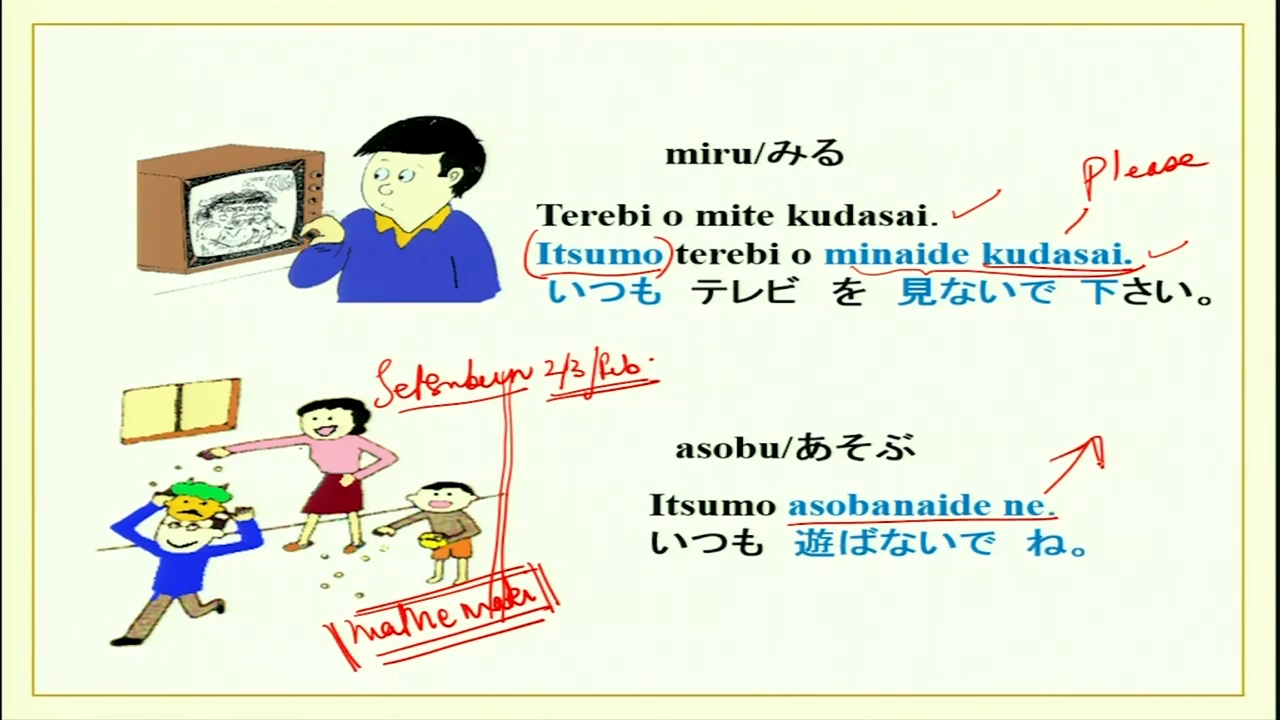 miru/みる
Please
Terebi o mite kudasai.
Itsumo terebi o minaide kudasai.
いつも テレビ を 見ないで 下さい。
Setsubun 2/3/Feb.
asobu/あそぶ
Itsumo asobanaide ne.
いつも 遊ばないで ね。